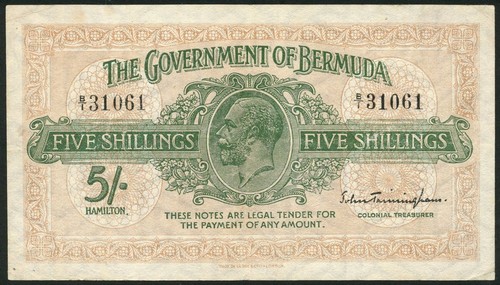 THE GOVERNMENT OF BERMUDA
B/1 31061 B/1 31061
FIVE SHILLINGS FIVE SHILLINGS
5/-
HAMILTON.
THESE NOTES ARE LEGAL TENDER FOR
THE PAYMENT OF ANY AMOUNT.
COLONIAL TREASURER